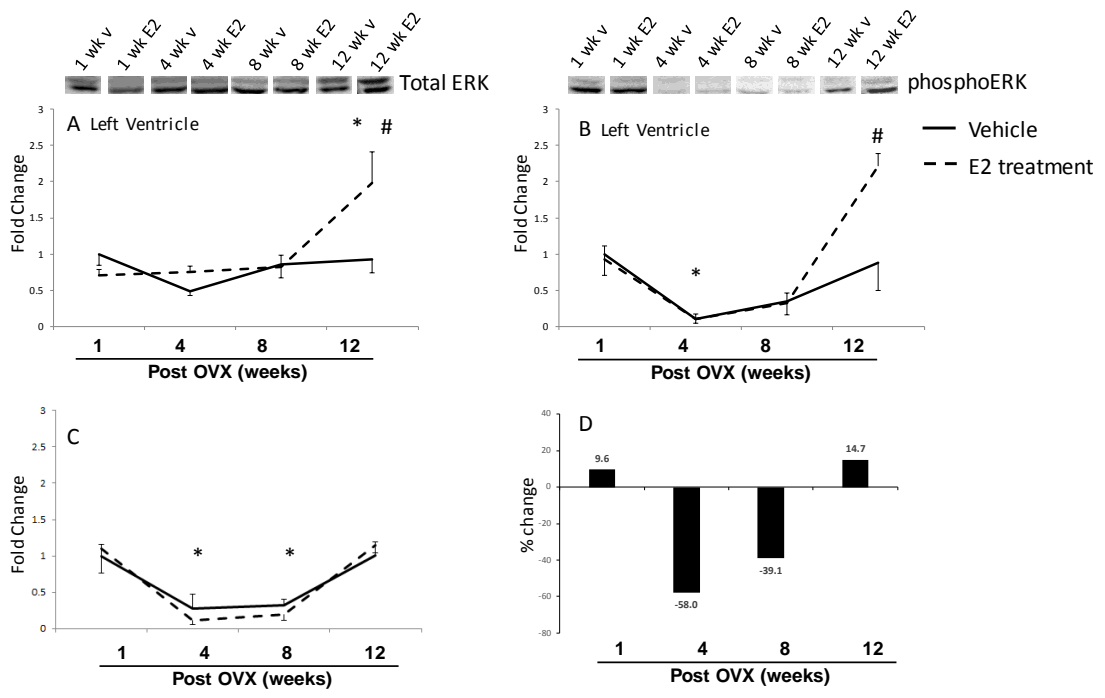 1 wk v
1 wk E2
4 wk v
4 wk E2
8 wk v
8 wk E2
12 wk v
12 wk E2
Total ERK
1 wk v
1 wk E2
4 wk v
4 wk E2
8 wk v
8 wk E2
12 wk v
12 wk E2
phosphoERK
A Left Ventricle
* #
Fold Change
3
2.5
2
1.5
1
0.5
0
1 4 8 12
Post OVX (weeks)
B Left Ventricle
#
*
Fold Change
3
2.5
2
1.5
1
0.5
0
1 4 8 12
Post OVX (weeks)
Vehicle
E2 treatment
C
* *
Fold Change
3
2.5
2
1.5
1
0.5
0
1 4 8 12
Post OVX (weeks)
D
% change
40
20
0
-20
-40
-60
-80
9.6
-58.0
-39.1
14.7
1 4 8 12
Post OVX (weeks)